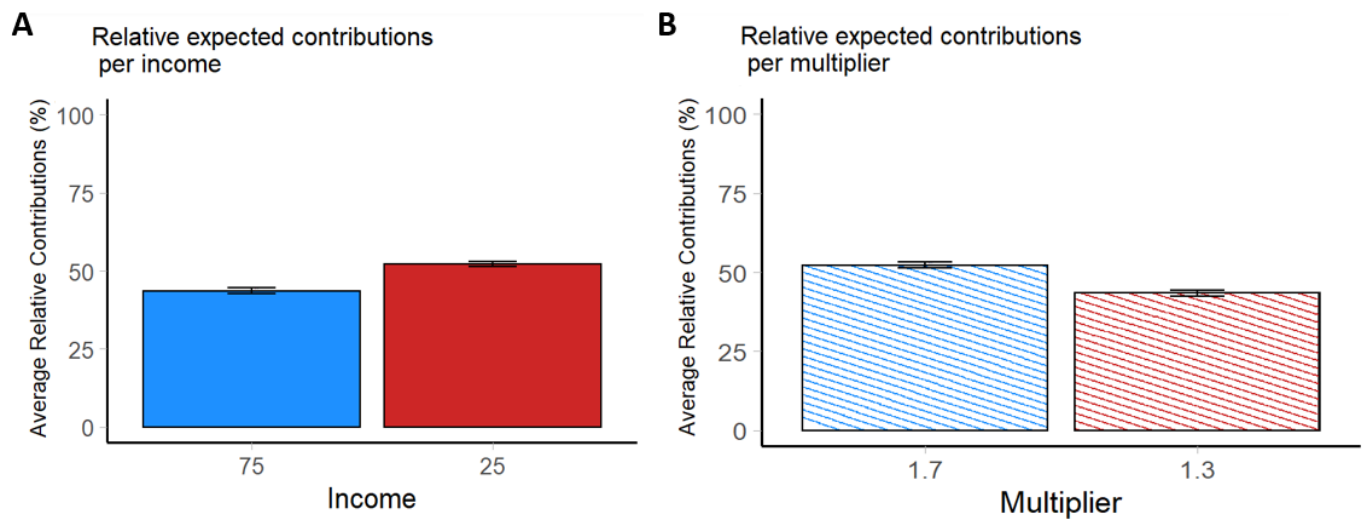 A
Relative expected contributions
per income
Average Relative Contributions (%)
100
75
50
25
0
75
25
Income
B
Relative expected contributions
per multiplier
Average Relative Contributions (%)
100
75
50
25
0
1.7
1.3
Multiplier